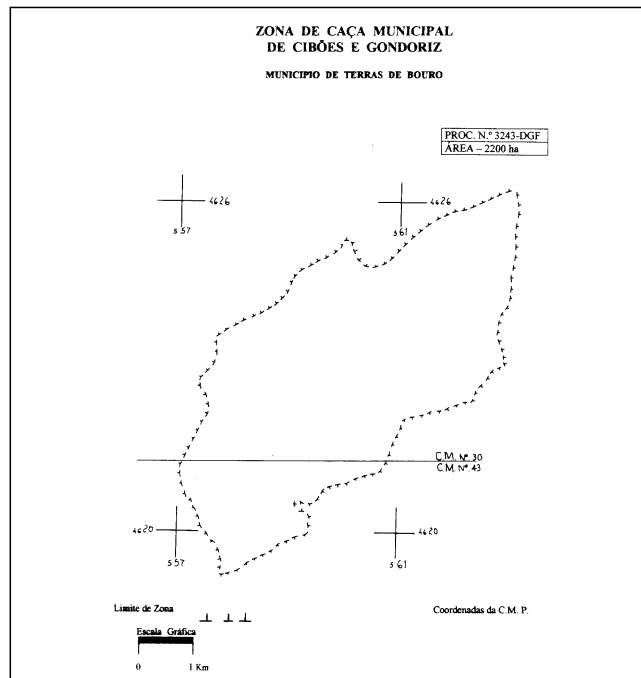 ZONA DE CAÇA MUNICIPAL
DE CIBÕES E GONDORIZ
MUNICIPIO DE TERRAS DE BOURO
PROC. N.º 3243-DGF
ÁREA – 2200 ha
4626
557
4626
561
C.M. Nº. 30
C.M. Nº. 43
4620
557
4620
561
Limite de Zona
Coordenadas da C. M. P.
Escala Gráfica
0 1 Km